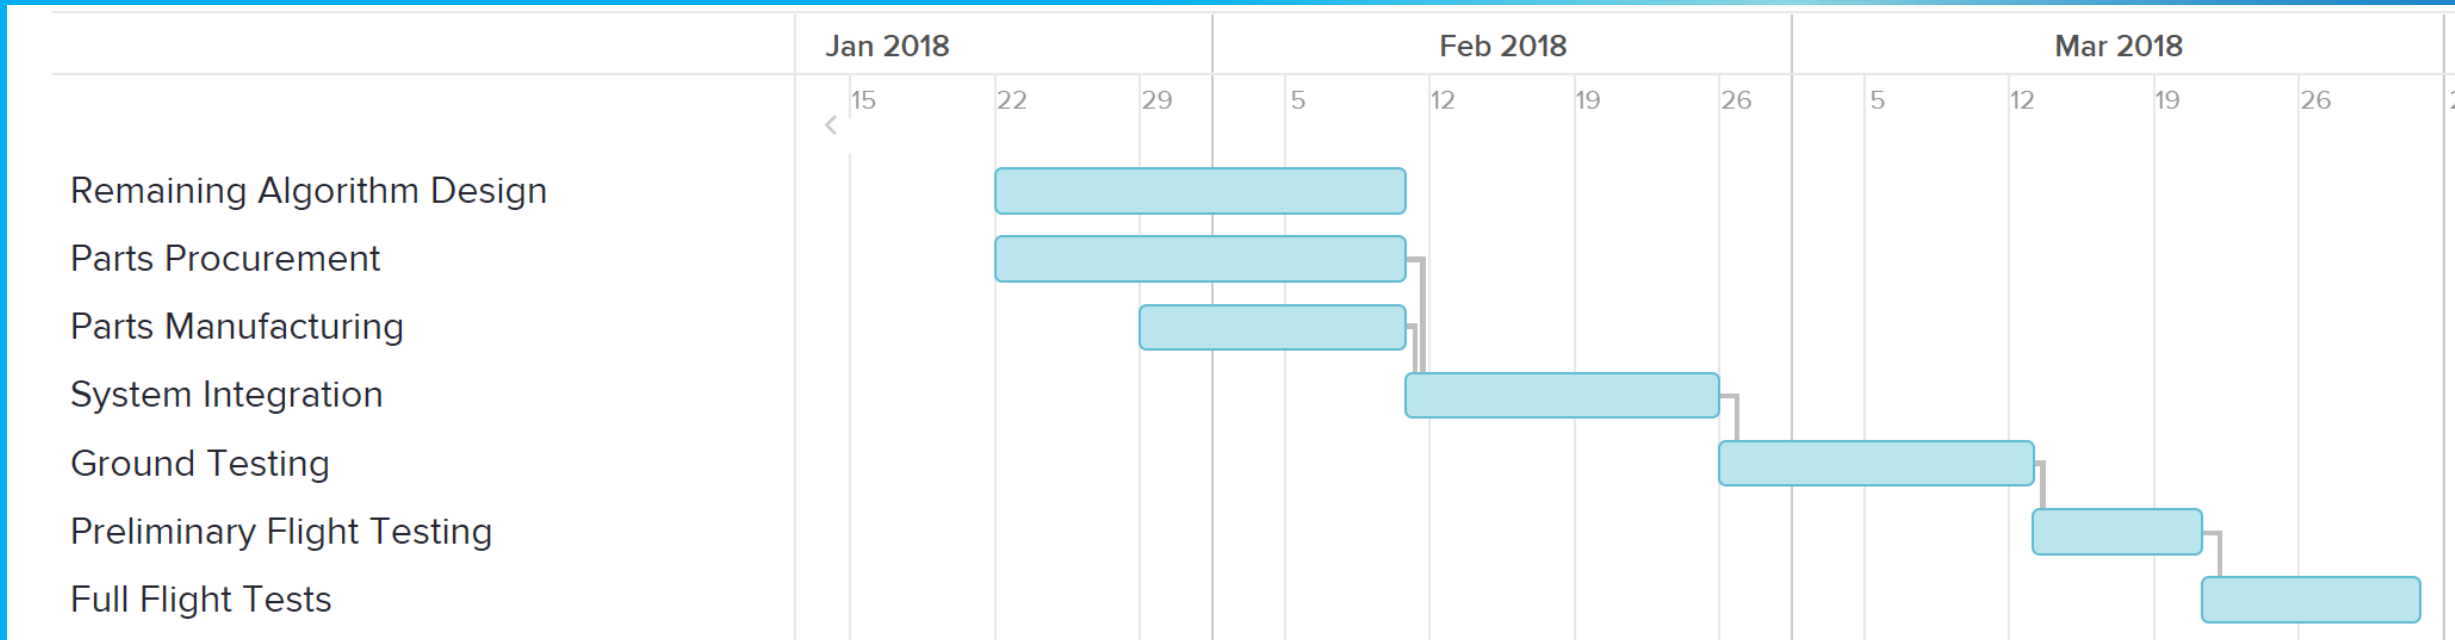 Jan 2018 Feb 2018 Mar 2018
15 22 29 5 12 19 26 5 12 19 26
Remaining Algorithm Design
Parts Procurement
Parts Manufacturing
System Integration
Ground Testing
Preliminary Flight Testing
Full Flight Tests